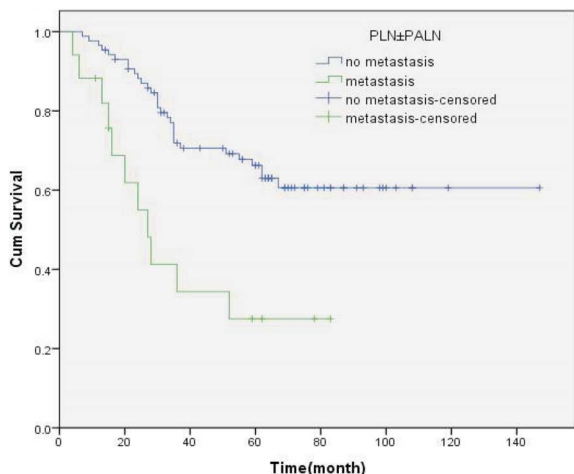 PLN±PALN
no metastasis
metastasis
no metastasis-censored
metastasis-censored
Cum Survival
1.0
0.8
0.6
0.4
0.2
0.0
0 20 40 60 80 100 120 140
Time(month)